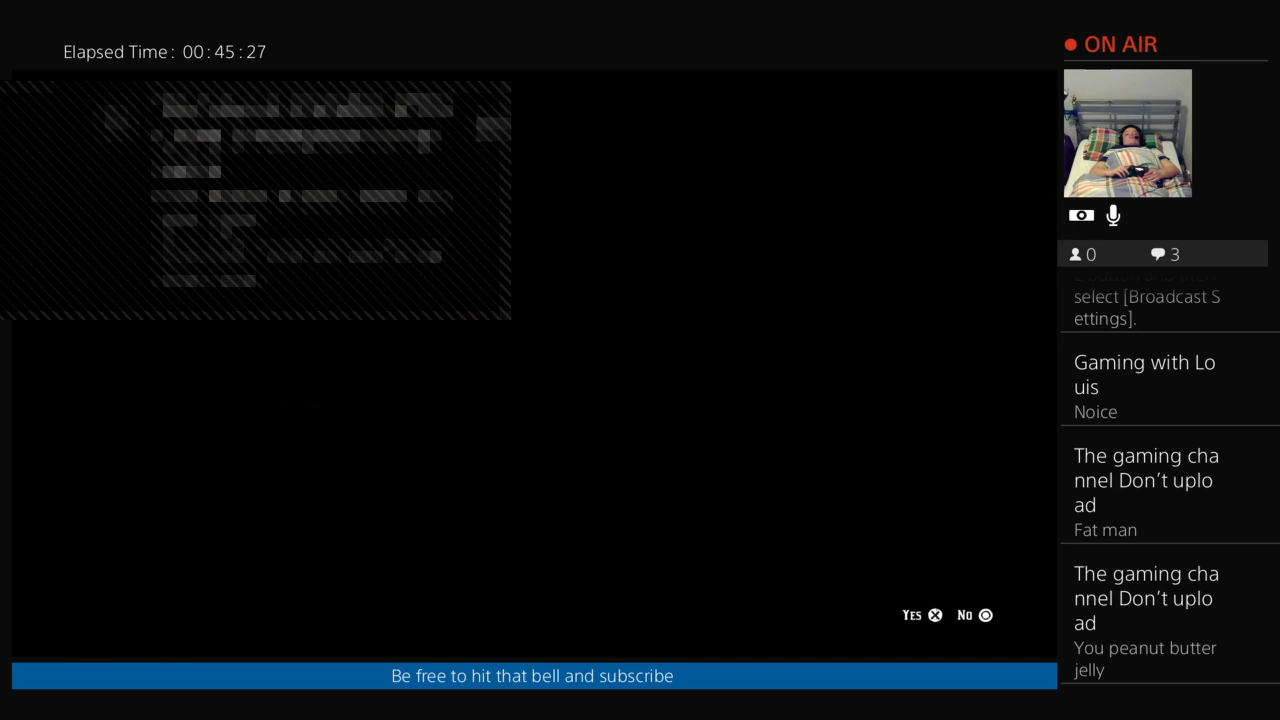 Elapsed Time: 00:45:27
ON AIR
0
3
select [Broadcast S
ettings].
Gaming with Lo
uis
Noice
The gaming cha
nnel Don't uplo
ad
Fat man
The gaming cha
nnel Don't uplo
ad
You peanut butter
jelly
Yes
No
Be free to hit that bell and subscribe